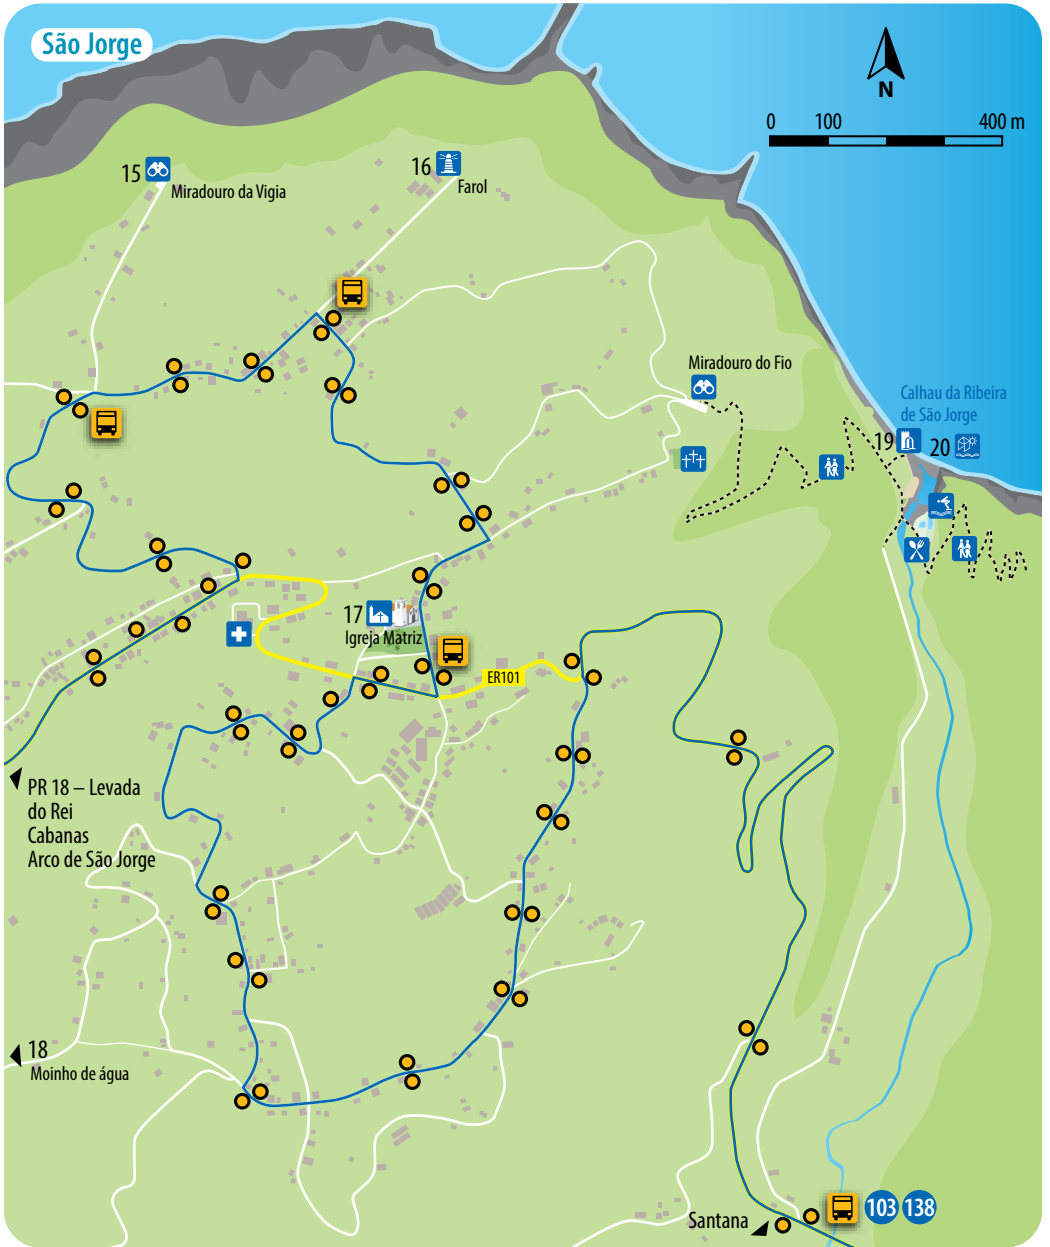 São Jorge
N
0 100 400 m
15
Miradouro da Vigia
16
Farol
Miradouro do Fio
Calhau da Ribeira
de São Jorge
19
20
17
Igreja Matriz
ER101
PR 18 – Levada
do Rei
Cabanas
Arco de São Jorge
18
Moinho de água
Santana
103 138